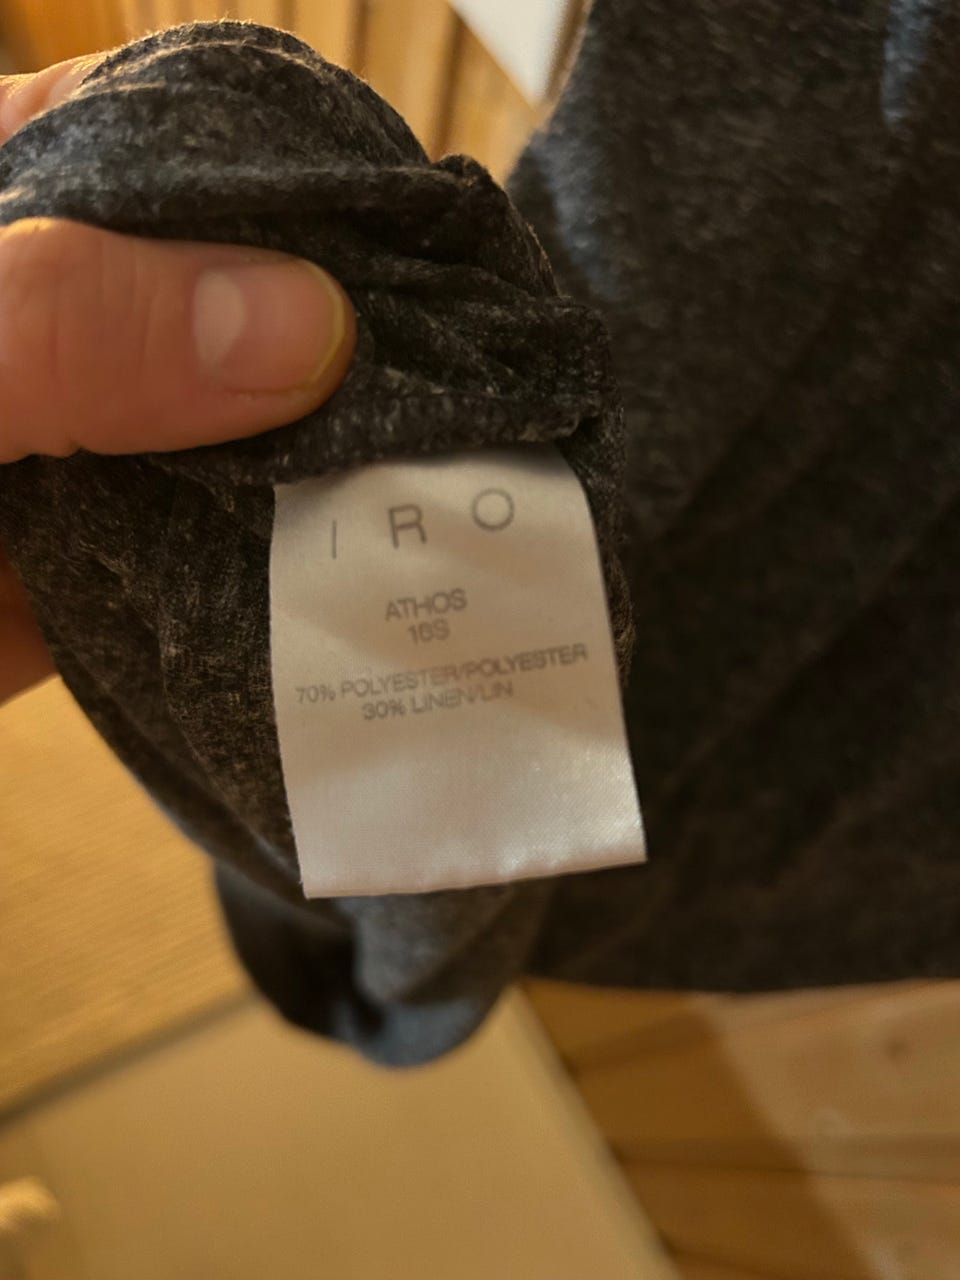 IRO
ATHOS
16S
70% POLYESTER/POLYESTER
30% LINEN/LIN